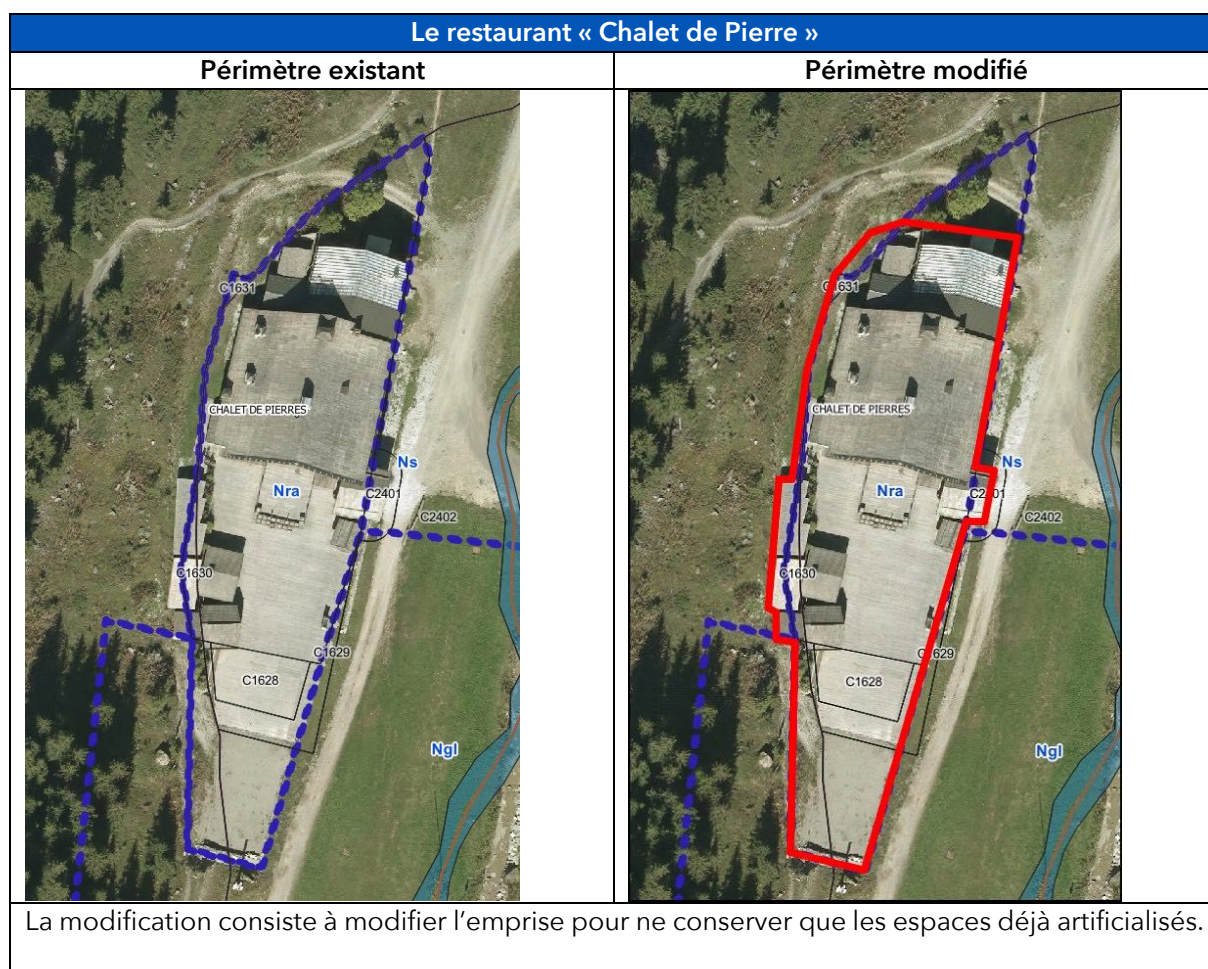 Le restaurant « Chalet de Pierre »
Périmètre existant
Périmètre modifié
C1631
CHALET DE PIERRES
Ns
Nra
C2401
C2402
C1630
C1629
C1628
Ngl
C1631
CHALET DE PIERRES
Ns
Nra
C2401
C2402
C1630
C1629
C1628
Ngl
La modification consiste à modifier l’emprise pour ne conserver que les espaces déjà artificialisés.